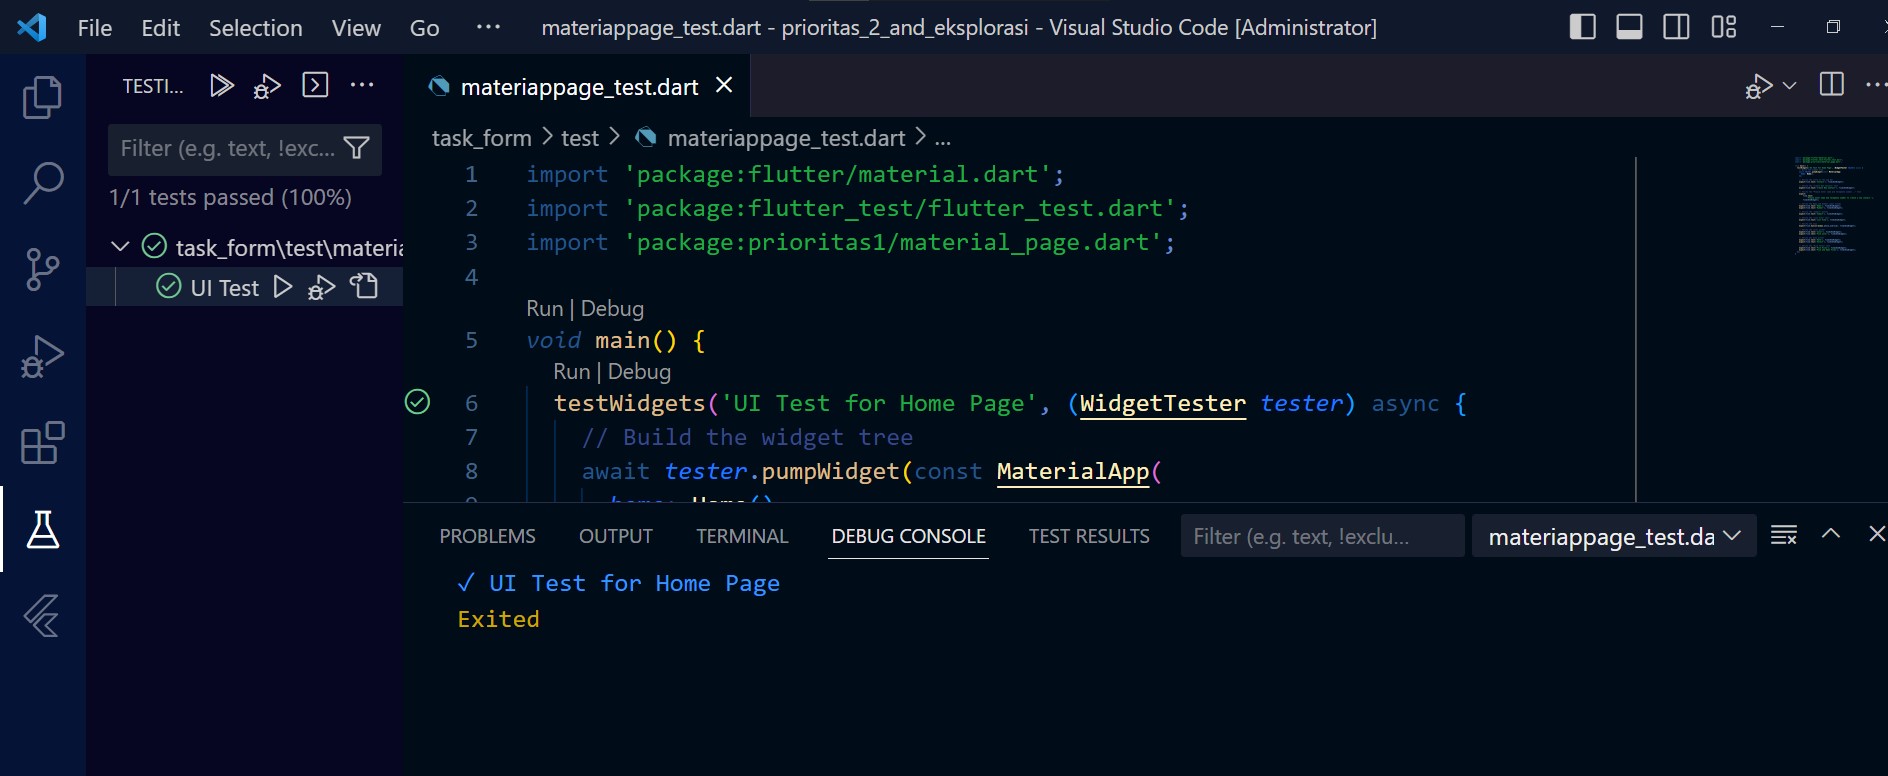 File Edit Selection View Go ··· materiappage_test.dart - prioritas_2_and_eksplorasi - Visual Studio Code [Administrator]
TESTI...
Filter (e.g. text, !exc...
1/1 tests passed (100%)
task_form\test\materia
UI Test
materiappage_test.dart
task_form > test > materiappage_test.dart > ...
1 import 'package:flutter/material.dart';
2 import 'package:flutter_test/flutter_test.dart';
3 import 'package:prioritas1/material_page.dart';
4
Run | Debug
5 void main() {
Run | Debug
6 testWidgets('UI Test for Home Page', (WidgetTester tester) async {
7 // Build the widget tree
8 await tester.pumpWidget(const MaterialApp(
9 home: Home()
PROBLEMS OUTPUT TERMINAL DEBUG CONSOLE TEST RESULTS Filter (e.g. text, !exclu... materiappage_test.da
✓ UI Test for Home Page
Exited